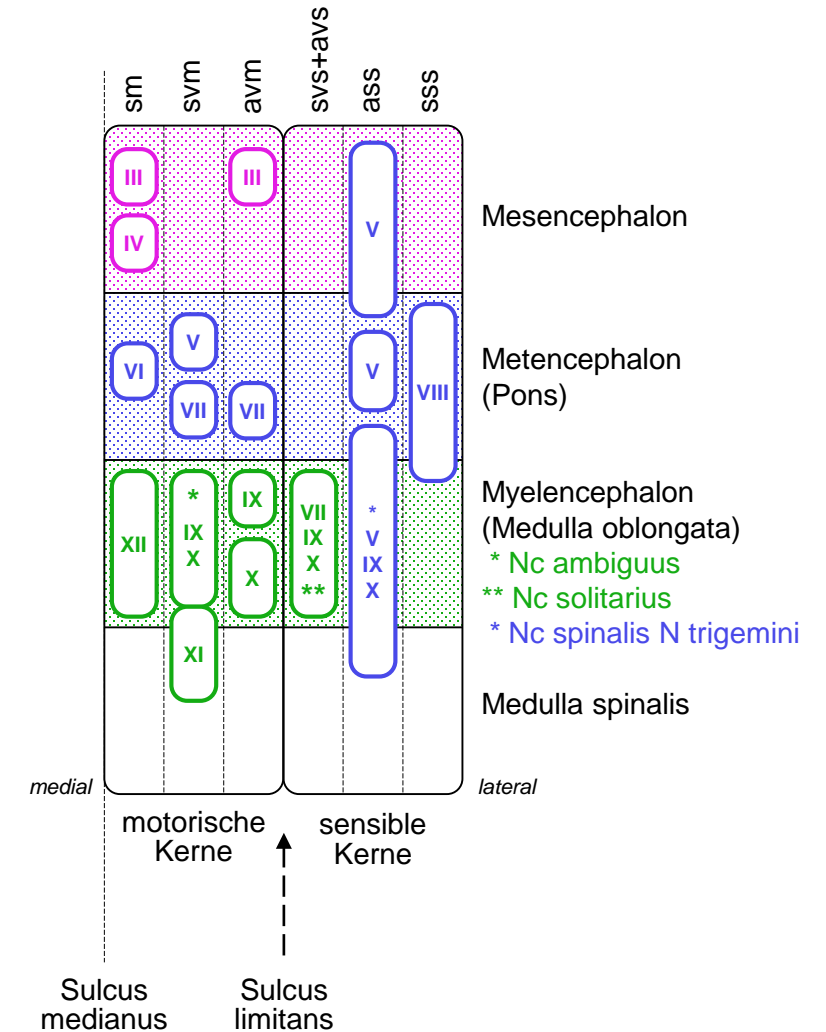 sm
svm
avm
svs+avs
ass
sss
III
III
IV
V
Mesencephalon
VI
V
VII
VII
V
VIII
Metencephalon
(Pons)
XII
*
IX
X
IX
X
VII
IX
X
**
*
V
IX
X
XI
Myelencephalon
(Medulla oblongata)
* Nc ambiguus
** Nc solitarius
* Nc spinalis N trigemini
Medulla spinalis
medial
lateral
motorische
Kerne
sensible
Kerne
Sulcus
medianus
Sulcus
limitans